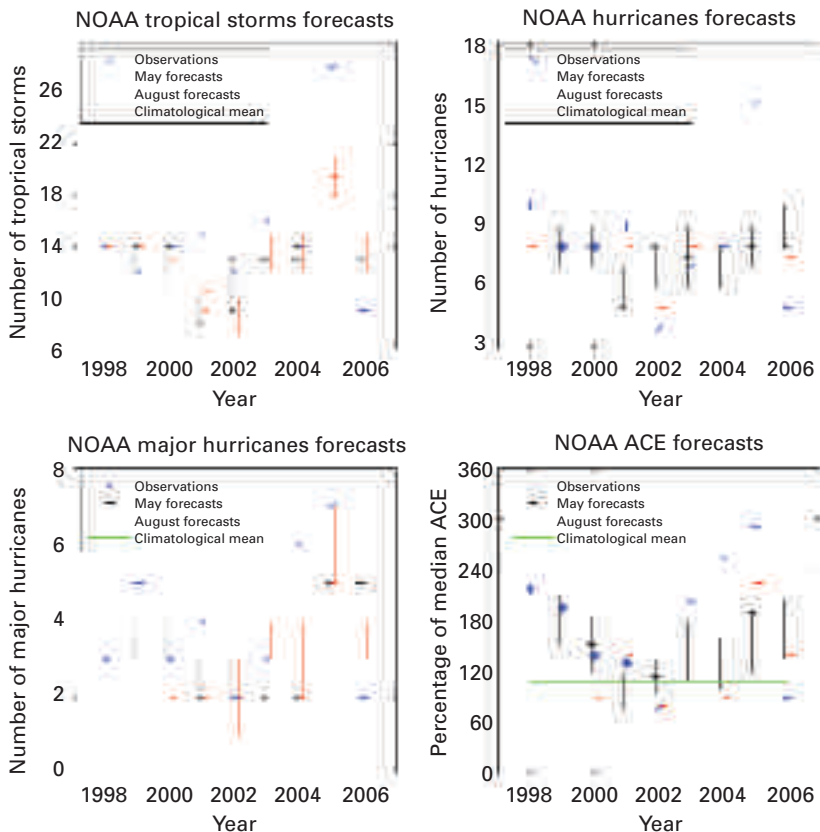 NOAA tropical storms forecasts
Number of troprical storms
26
22
18
14
10
6
Observations
May forecasts
August forecasts
Climatological mean
1998 2000 2002 2004 2006
Year
NOAA hurricanes forecasts
Number of hurricanes
18
15
12
9
6
3
Observations
May forecasts
August forecasts
Climatological mean
1998 2000 2002 2004 2006
Year
NOAA major hurricanes forecasts
Number of major hurricanes
8
6
4
2
0
Observations
May forecasts
August forecasts
Climatological mean
1998 2000 2002 2004 2006
Year
NOAA ACE forecasts
Percentage of median ACE
360
300
240
180
120
60
0
Observations
May forecasts
August forecasts
Climatological mean
1998 2000 2002 2004 2006
Year